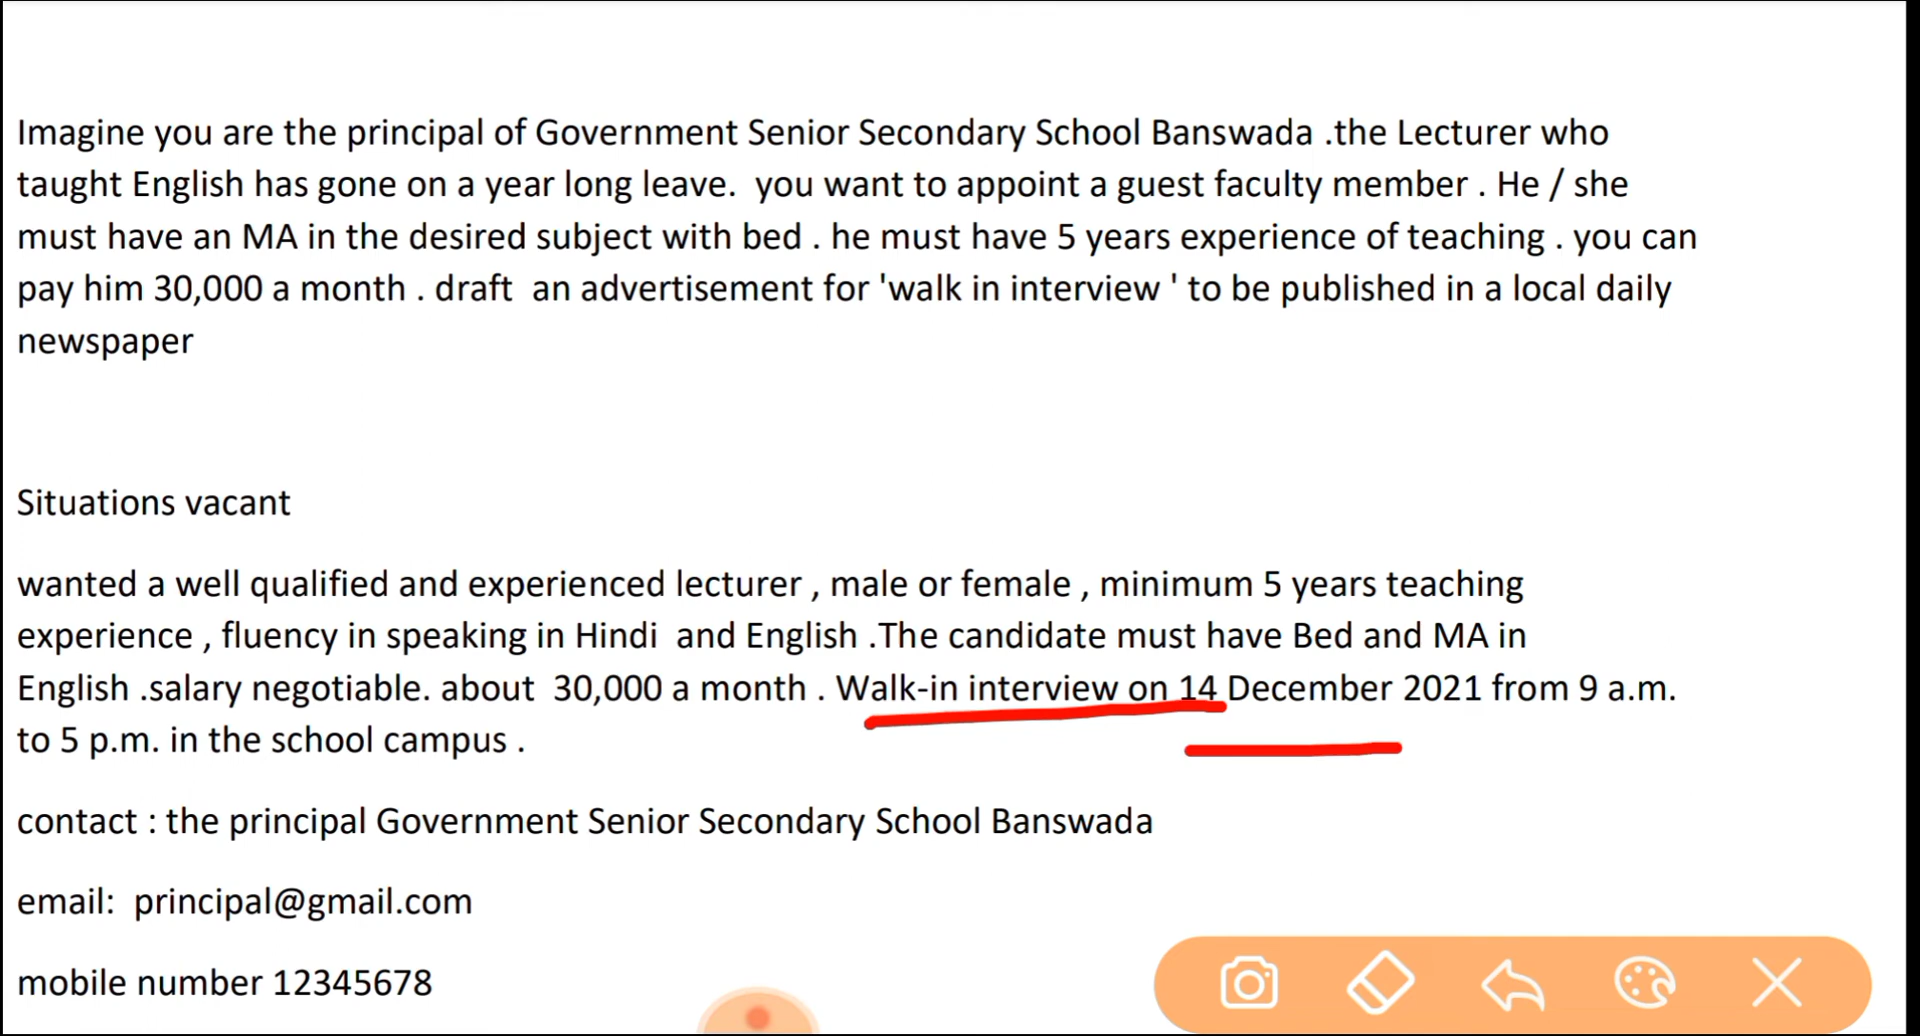 Imagine you are the principal of Government Senior Secondary School Banswada .the Lecturer who
taught English has gone on a year long leave.  you want to appoint a guest faculty member . He / she
must have an MA in the desired subject with bed . he must have 5 years experience of teaching . you can
pay him 30,000 a month . draft  an advertisement for 'walk in interview ' to be published in a local daily
newspaper
Situations vacant
wanted a well qualified and experienced lecturer , male or female , minimum 5 years teaching
experience , fluency in speaking in Hindi  and English .The candidate must have Bed and MA in
English .salary negotiable. about  30,000 a month . Walk-in interview on 14 December 2021 from 9 a.m.
to 5 p.m. in the school campus .
contact : the principal Government Senior Secondary School Banswada
email:  principal@gmail.com
mobile number 12345678